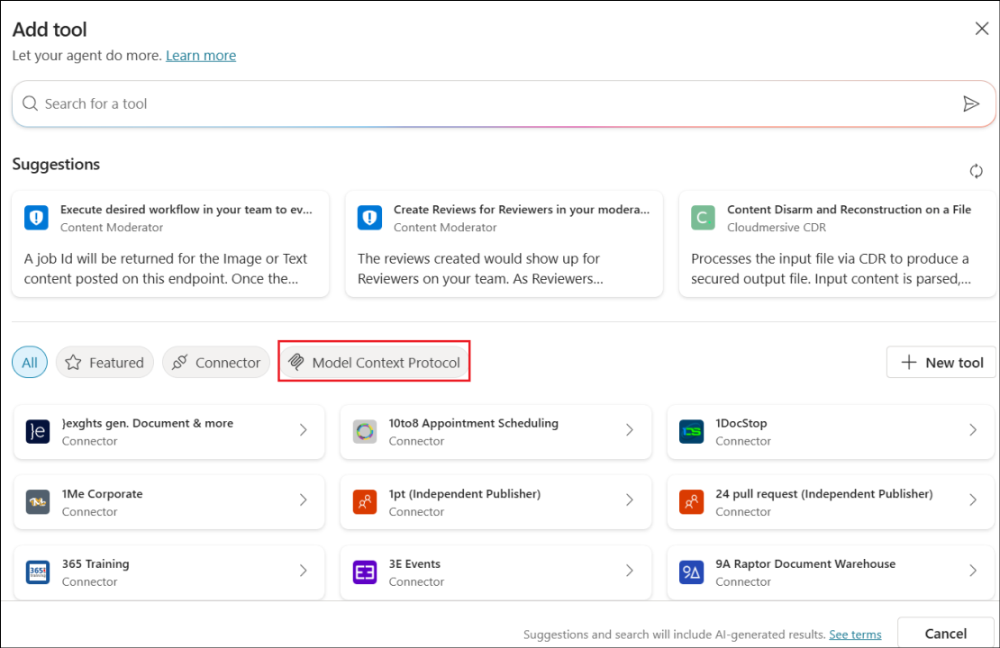 Add tool
Let your agent do more. Learn more
Search for a tool
Suggestions
Execute desired workflow in your team to ev...
Content Moderator
A job Id will be returned for the Image or Text
content posted on this endpoint. Once the...
Create Reviews for Reviewers in your modera...
Content Moderator
The reviews created would show up for
Reviewers on your team. As Reviewers...
C
Content Disarm and Reconstruction on a File
Cloudmersive CDR
Processes the input file via CDR to produce a
secured output file. Input content is parsed,...
All
Featured
Connector
Model Context Protocol
New tool
}e
}exghts gen. Document & more
Connector
10to8 Appointment Scheduling
Connector
1DocStop
Connector
1Me Corporate
Connector
1pt (Independent Publisher)
Connector
24 pull request (Independent Publisher)
Connector
365
365 Training
Connector
3E Events
Connector
9A Raptor Document Warehouse
Connector
Suggestions and search will include AI-generated results. See terms
Cancel